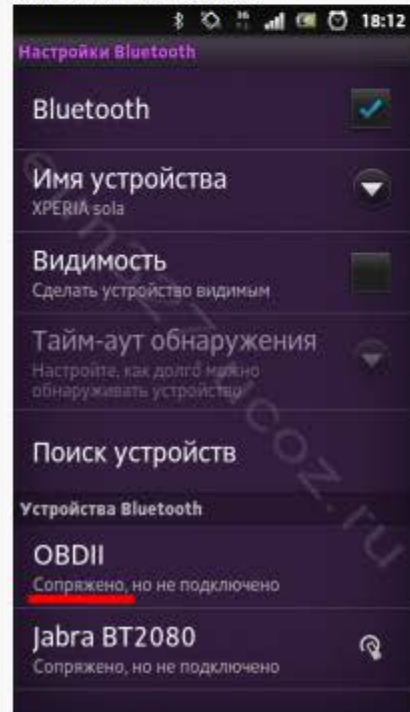 3G 18:12
Настройки Bluetooth
Bluetooth
Имя устройства
XPERIA sola
Видимость
Сделать устройство видимым
Тайм-аут обнаружения
Настройте, как долго можно
обнаруживать устройство
Поиск устройств
Устройства Bluetooth
OBDII
Сопряжено, но не подключено
Jabra BT2080
Сопряжено, но не подключено